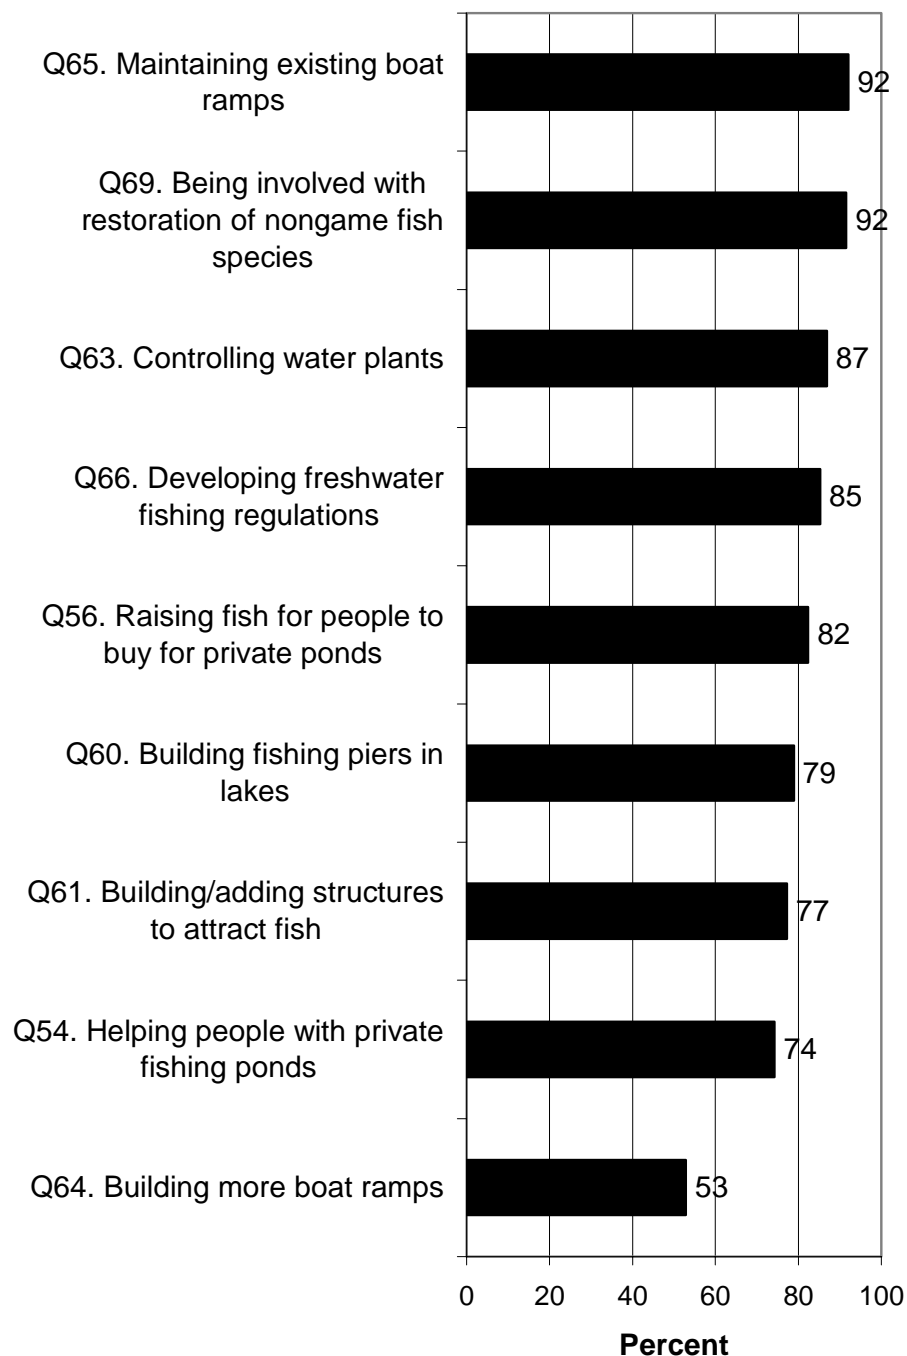 Q65. Maintaining existing boat
ramps
92
Q69. Being involved with
restoration of nongame fish
species
92
Q63. Controlling water plants
87
Q66. Developing freshwater
fishing regulations
85
Q56. Raising fish for people to
buy for private ponds
82
Q60. Building fishing piers in
lakes
79
Q61. Building/adding structures
to attract fish
77
Q54. Helping people with private
fishing ponds
74
Q64. Building more boat ramps
53
0 20 40 60 80 100
Percent